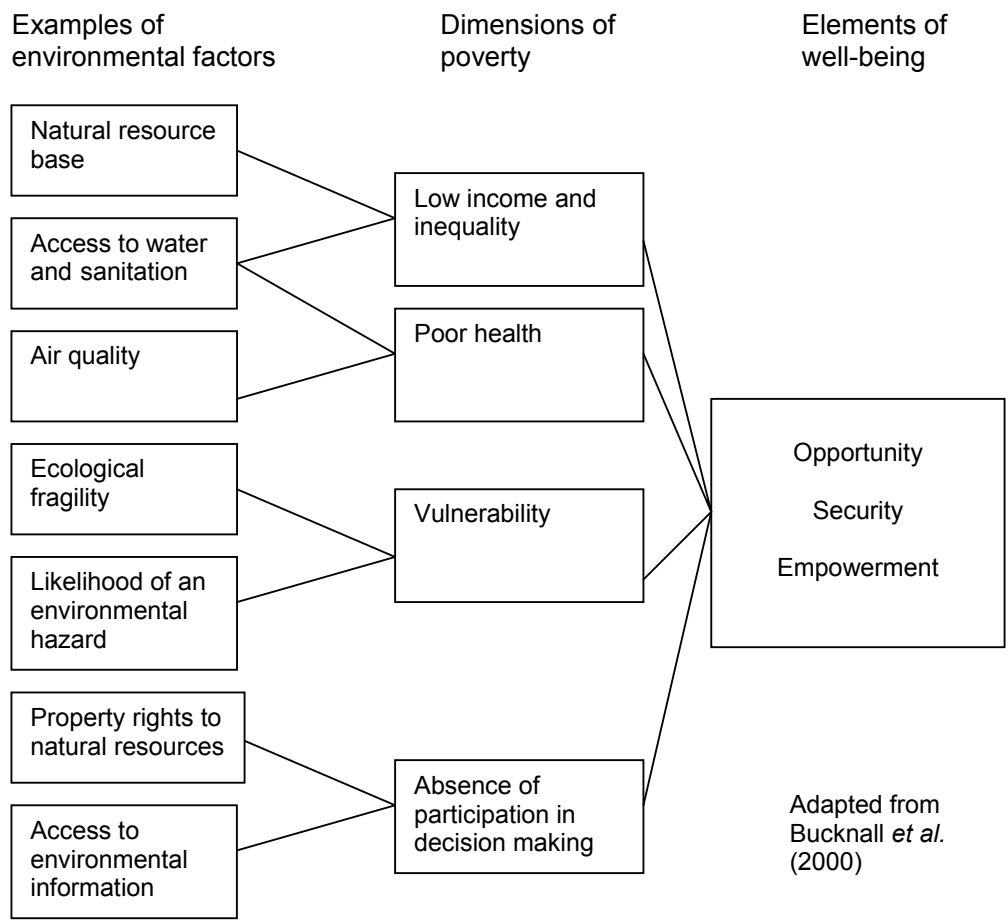 Examples of
environmental factors
Dimensions of
poverty
Elements of
well-being
Natural resource
base
Access to water
and sanitation
Air quality
Ecological
fragility
Likelihood of an
environmental
hazard
Property rights to
natural resources
Access to
environmental
information
Low income and
inequality
Poor health
Vulnerability
Absence of
participation in
decision making
Opportunity
Security
Empowerment
Adapted from
Bucknall et al.
(2000)